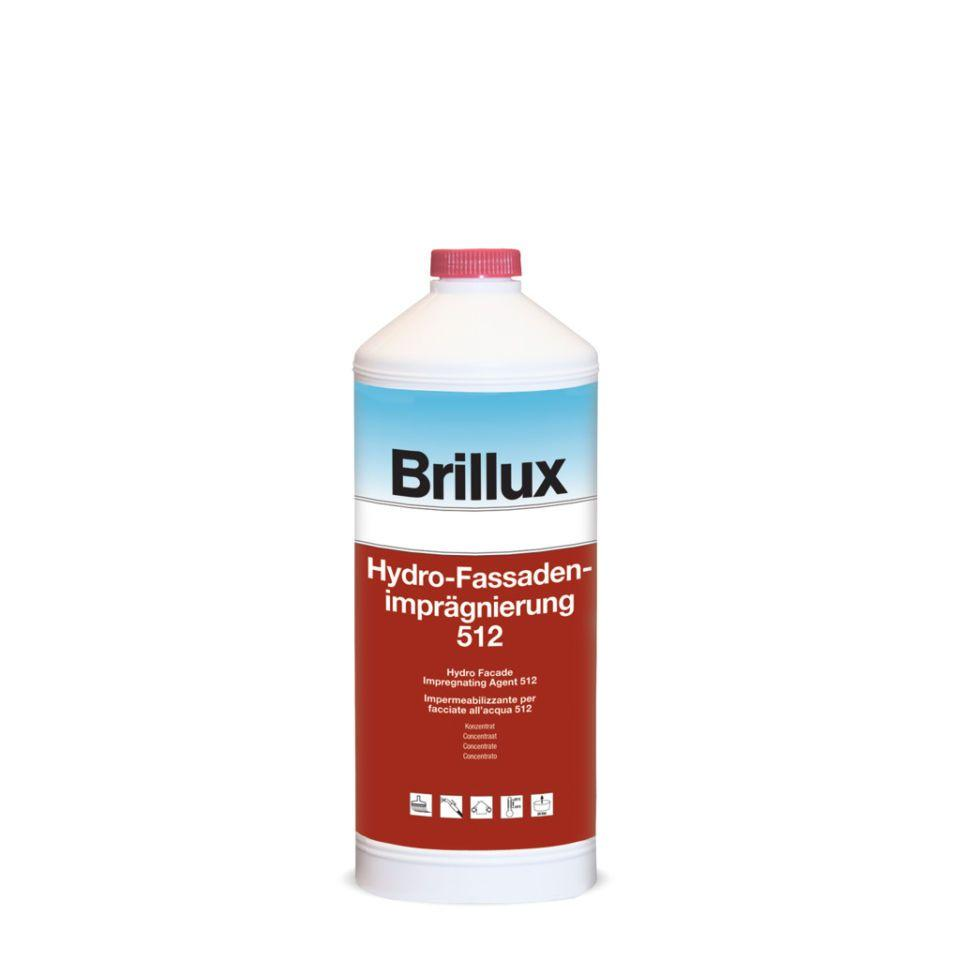 Brillux
Hydro-Fassaden-
imprägnierung
512
Hydro Facade
Impregnating Agent 512
Impermeabilizzante per
facciate all'acqua 512
Konzentrat
Concentraat
Concentrate
Concentrato